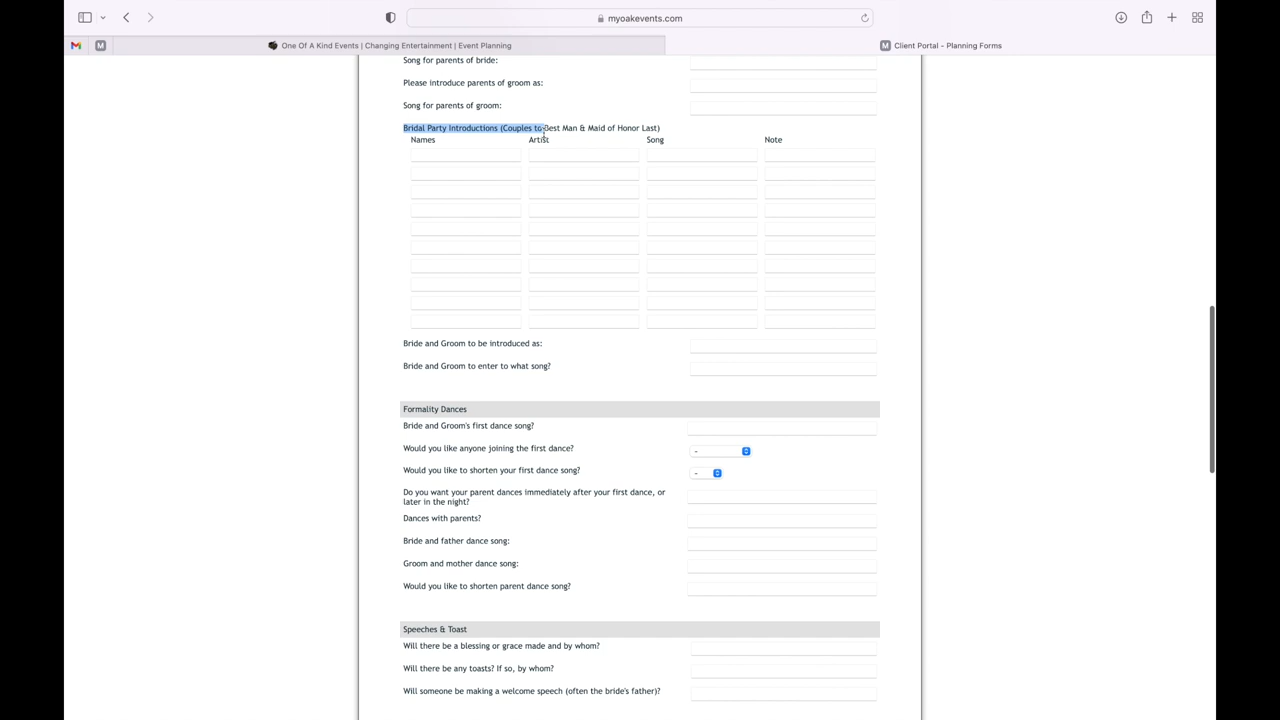 myoakevents.com
M
One Of A Kind Events | Changing Entertainment | Event Planning
M Client Portal - Planning Forms
Song for parents of bride:
Please introduce parents of groom as:
Song for parents of groom:
Bridal Party Introductions (Couples to Best Man & Maid of Honor Last)
Names Artist Song Note
Bride and Groom to be introduced as:
Bride and Groom to enter to what song?
Formality Dances
Bride and Groom's first dance song?
Would you like anyone joining the first dance?
-
Would you like to shorten your first dance song?
-
Do you want your parent dances immediately after your first dance, or
later in the night?
Dances with parents?
Bride and father dance song:
Groom and mother dance song:
Would you like to shorten parent dance song?
Speeches & Toast
Will there be a blessing or grace made and by whom?
Will there be any toasts? If so, by whom?
Will someone be making a welcome speech (often the bride's father)?